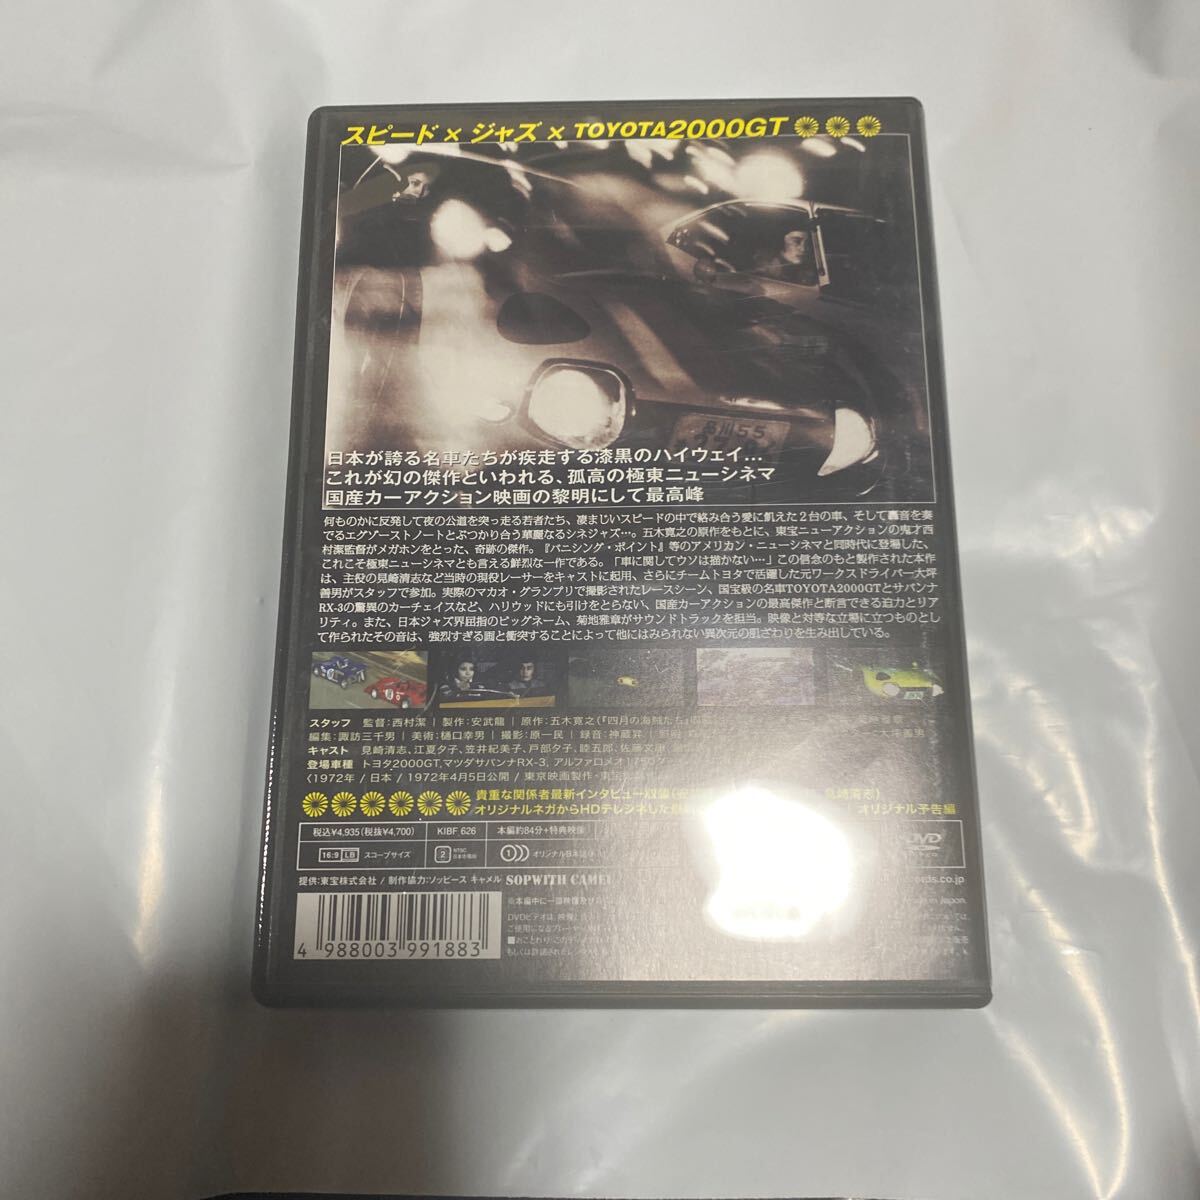 スピード × ジャズ × TOYOTA2000GT
品川55
日本が誇る名車たちが疾走する漆黒のハイウェイ…
これが幻の傑作といわれる、孤高の極東ニューシネマ
国産カーアクション映画の黎明にして最高峰
何ものかに反発して夜の公道を突っ走る若者たち、凄まじいスピードの中で絡み合う愛に飢えた2台の車、そして轟音を奏
でるエグゾーストノートとぶつかり合う華麗なるシネジャズ…。五木寛之の原作をもとに、東宝ニューアクションの鬼才西
村潔監督がメガホンをとった、奇跡の傑作。『バニシング・ポイント』等のアメリカン・ニューシネマと同時代に登場した、
これこそ極東ニューシネマとも言える鮮烈な一作である。「車に関してウソは描かない…」この信念のもと製作された本作
は、主役の見崎清志など当時の現役レーサーをキャストに起用、さらにチームトヨタで活躍した元ワークスドライバー大坪
善男がスタッフで参加。実際のマカオ・グランプリで撮影されたレースシーン、国宝級の名車TOYOTA2000GTとサバンナ
RX-3の驚異のカーチェイスなど、ハリウッドにも引けをとらない、国産カーアクションの最高傑作と断言できる迫力とリア
リティ。また、日本ジャズ界屈指のビッグネーム、菊地雅章がサウンドトラックを担当。映像と対等な立場に立つものとし
て作られたその音は、強烈すぎる画と衝突することによって他にはみられない異次元の肌ざわりを生み出している。
スタッフ 監督:西村潔 | 製作:安武龍 | 原作:五木寛之(『四月の海賊たち』
編集:諏訪三千男 | 美術:樋口幸男 | 撮影:原一民 | 録音:神蔵昇 大坪善男
キャスト 見崎清志、江夏夕子、笠井紀美子、戸部夕子、睦五郎、佐藤文康
登場車種 トヨタ2000GT、マツダサバンナRX-3、アルファロメオ1750
〈1972年 / 日本 / 1972年4月5日公開 / 東京映画製作・東宝
貴重な関係者最新インタビュー収録
オリジナルネガからHDテレシネした オリジナル予告編
税込¥4,935(税抜¥4,700) KIBF 626 本編約84分+特典映像
16:9 LB スコープサイズ 2 NTSC 日本市場向 1 オリジナル日本語 DVD
提供:東宝株式会社 / 制作協力:ソッピース キャメル SOPWITH CAMEL
4 988003 991883